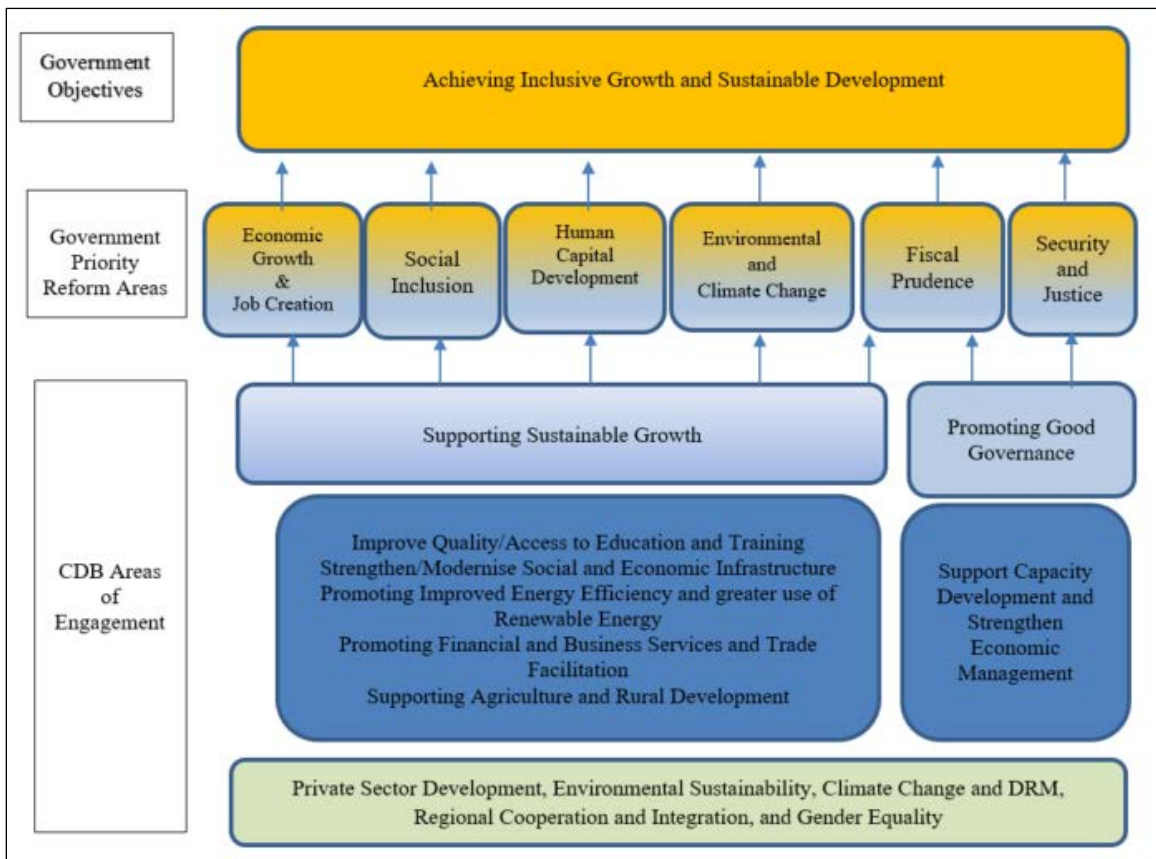 Government
Objectives
Achieving Inclusive Growth and Sustainable Development
Government
Priority
Reform Areas
Economic
Growth
&
Job Creation
Social
Inclusion
Human
Capital
Development
Environmental
and
Climate Change
Fiscal
Prudence
Security
and
Justice
CDB Areas
of
Engagement
Supporting Sustainable Growth
Promoting Good
Governance
Improve Quality/Access to Education and Training
Strengthen/Modernise Social and Economic Infrastructure
Promoting Improved Energy Efficiency and greater use of
Renewable Energy
Promoting Financial and Business Services and Trade
Facilitation
Supporting Agriculture and Rural Development
Support Capacity
Development and
Strengthen
Economic
Management
Private Sector Development, Environmental Sustainability, Climate Change and DRM,
Regional Cooperation and Integration, and Gender Equality